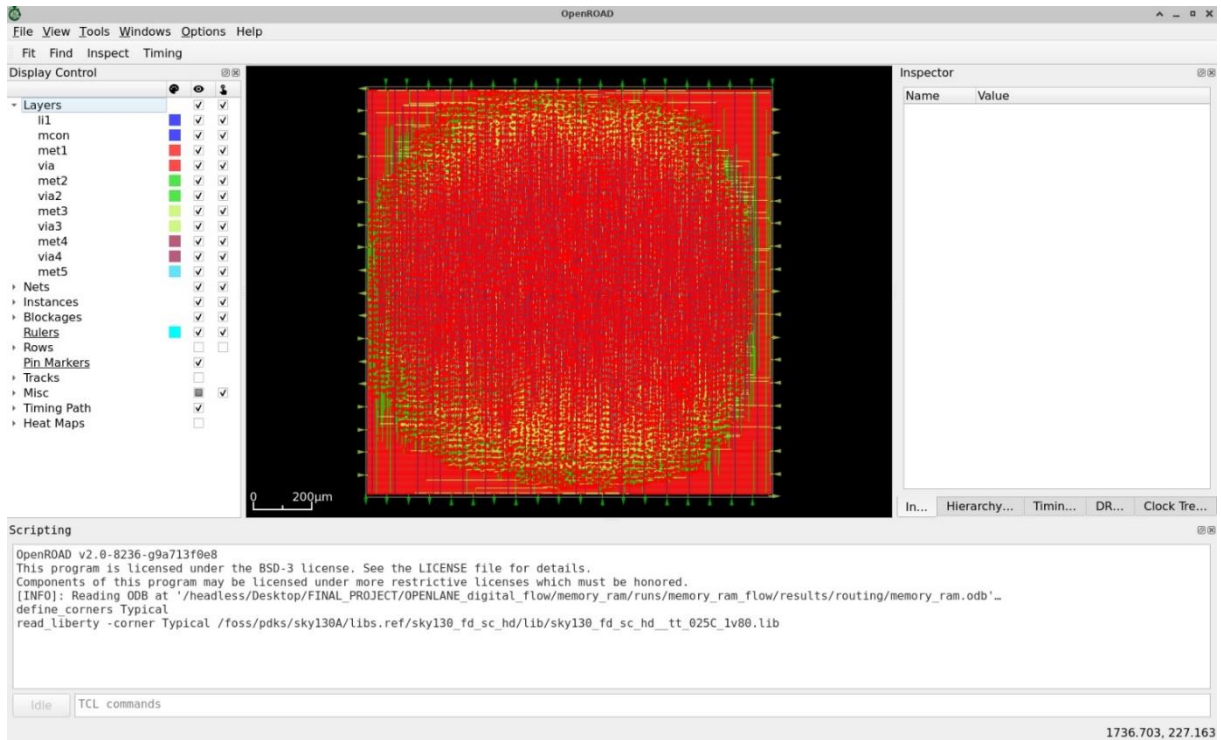 OpenROAD
File View Tools Windows Options Help
Fit Find Inspect Timing
Display Control
Layers
li1
mcon
met1
via
met2
via2
met3
via3
met4
via4
met5
Nets
Instances
Blockages
Rulers
Rows
Pin Markers
Tracks
Misc
Timing Path
Heat Maps
0 200μm
Inspector
Name Value
In... Hierarchy... Timin... DR... Clock Tre...
Scripting
OpenROAD v2.0-8236-g9a713f0e8
This program is licensed under the BSD-3 license. See the LICENSE file for details.
Components of this program may be licensed under more restrictive licenses which must be honored.
[INFO]: Reading ODB at '/headless/Desktop/FINAL_PROJECT/OPENLANE_digital_flow/memory_ram/runs/memory_ram_flow/results/routing/memory_ram.odb'…
define_corners Typical
read_liberty -corner Typical /foss/pdks/sky130A/libs.ref/sky130_fd_sc_hd/lib/sky130_fd_sc_hd__tt_025C_1v80.lib
Idle TCL commands
1736.703, 227.163